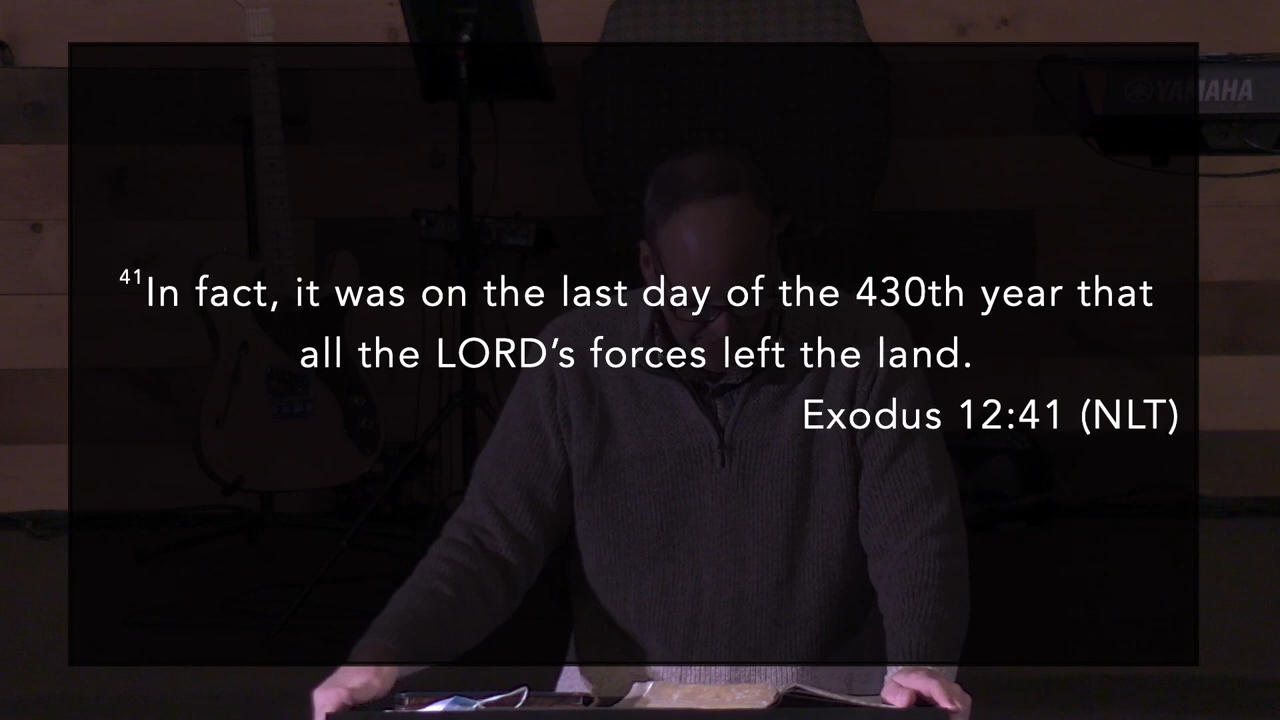 YAMAHA
⁴¹In fact, it was on the last day of the 430th year that
all the LORD’s forces left the land.
Exodus 12:41 (NLT)